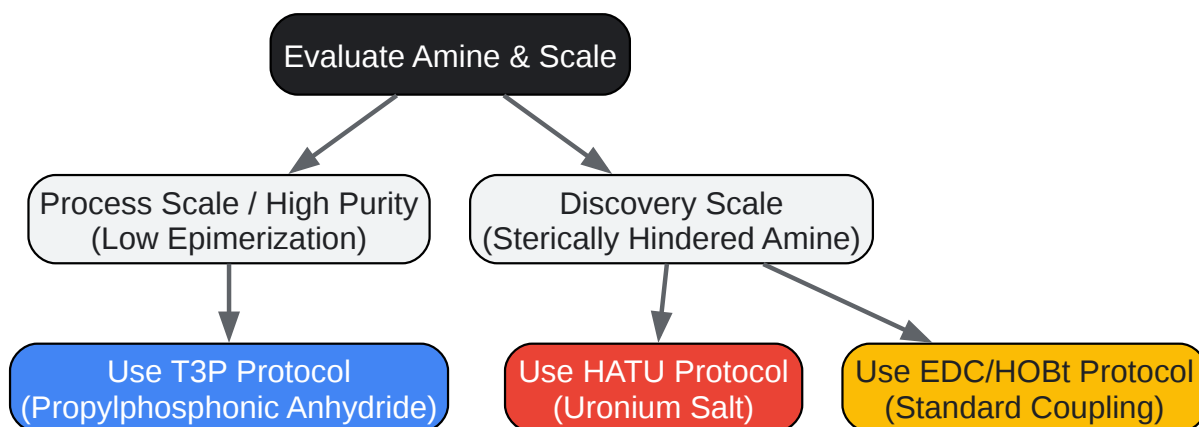 Evaluate Amine & Scale
Process Scale / High Purity
(Low Epimerization)
Discovery Scale
(Sterically Hindered Amine)
Use T3P Protocol
(Propylphosphonic Anhydride)
Use HATU Protocol
(Uronium Salt)
Use EDC/HOBt Protocol
(Standard Coupling)